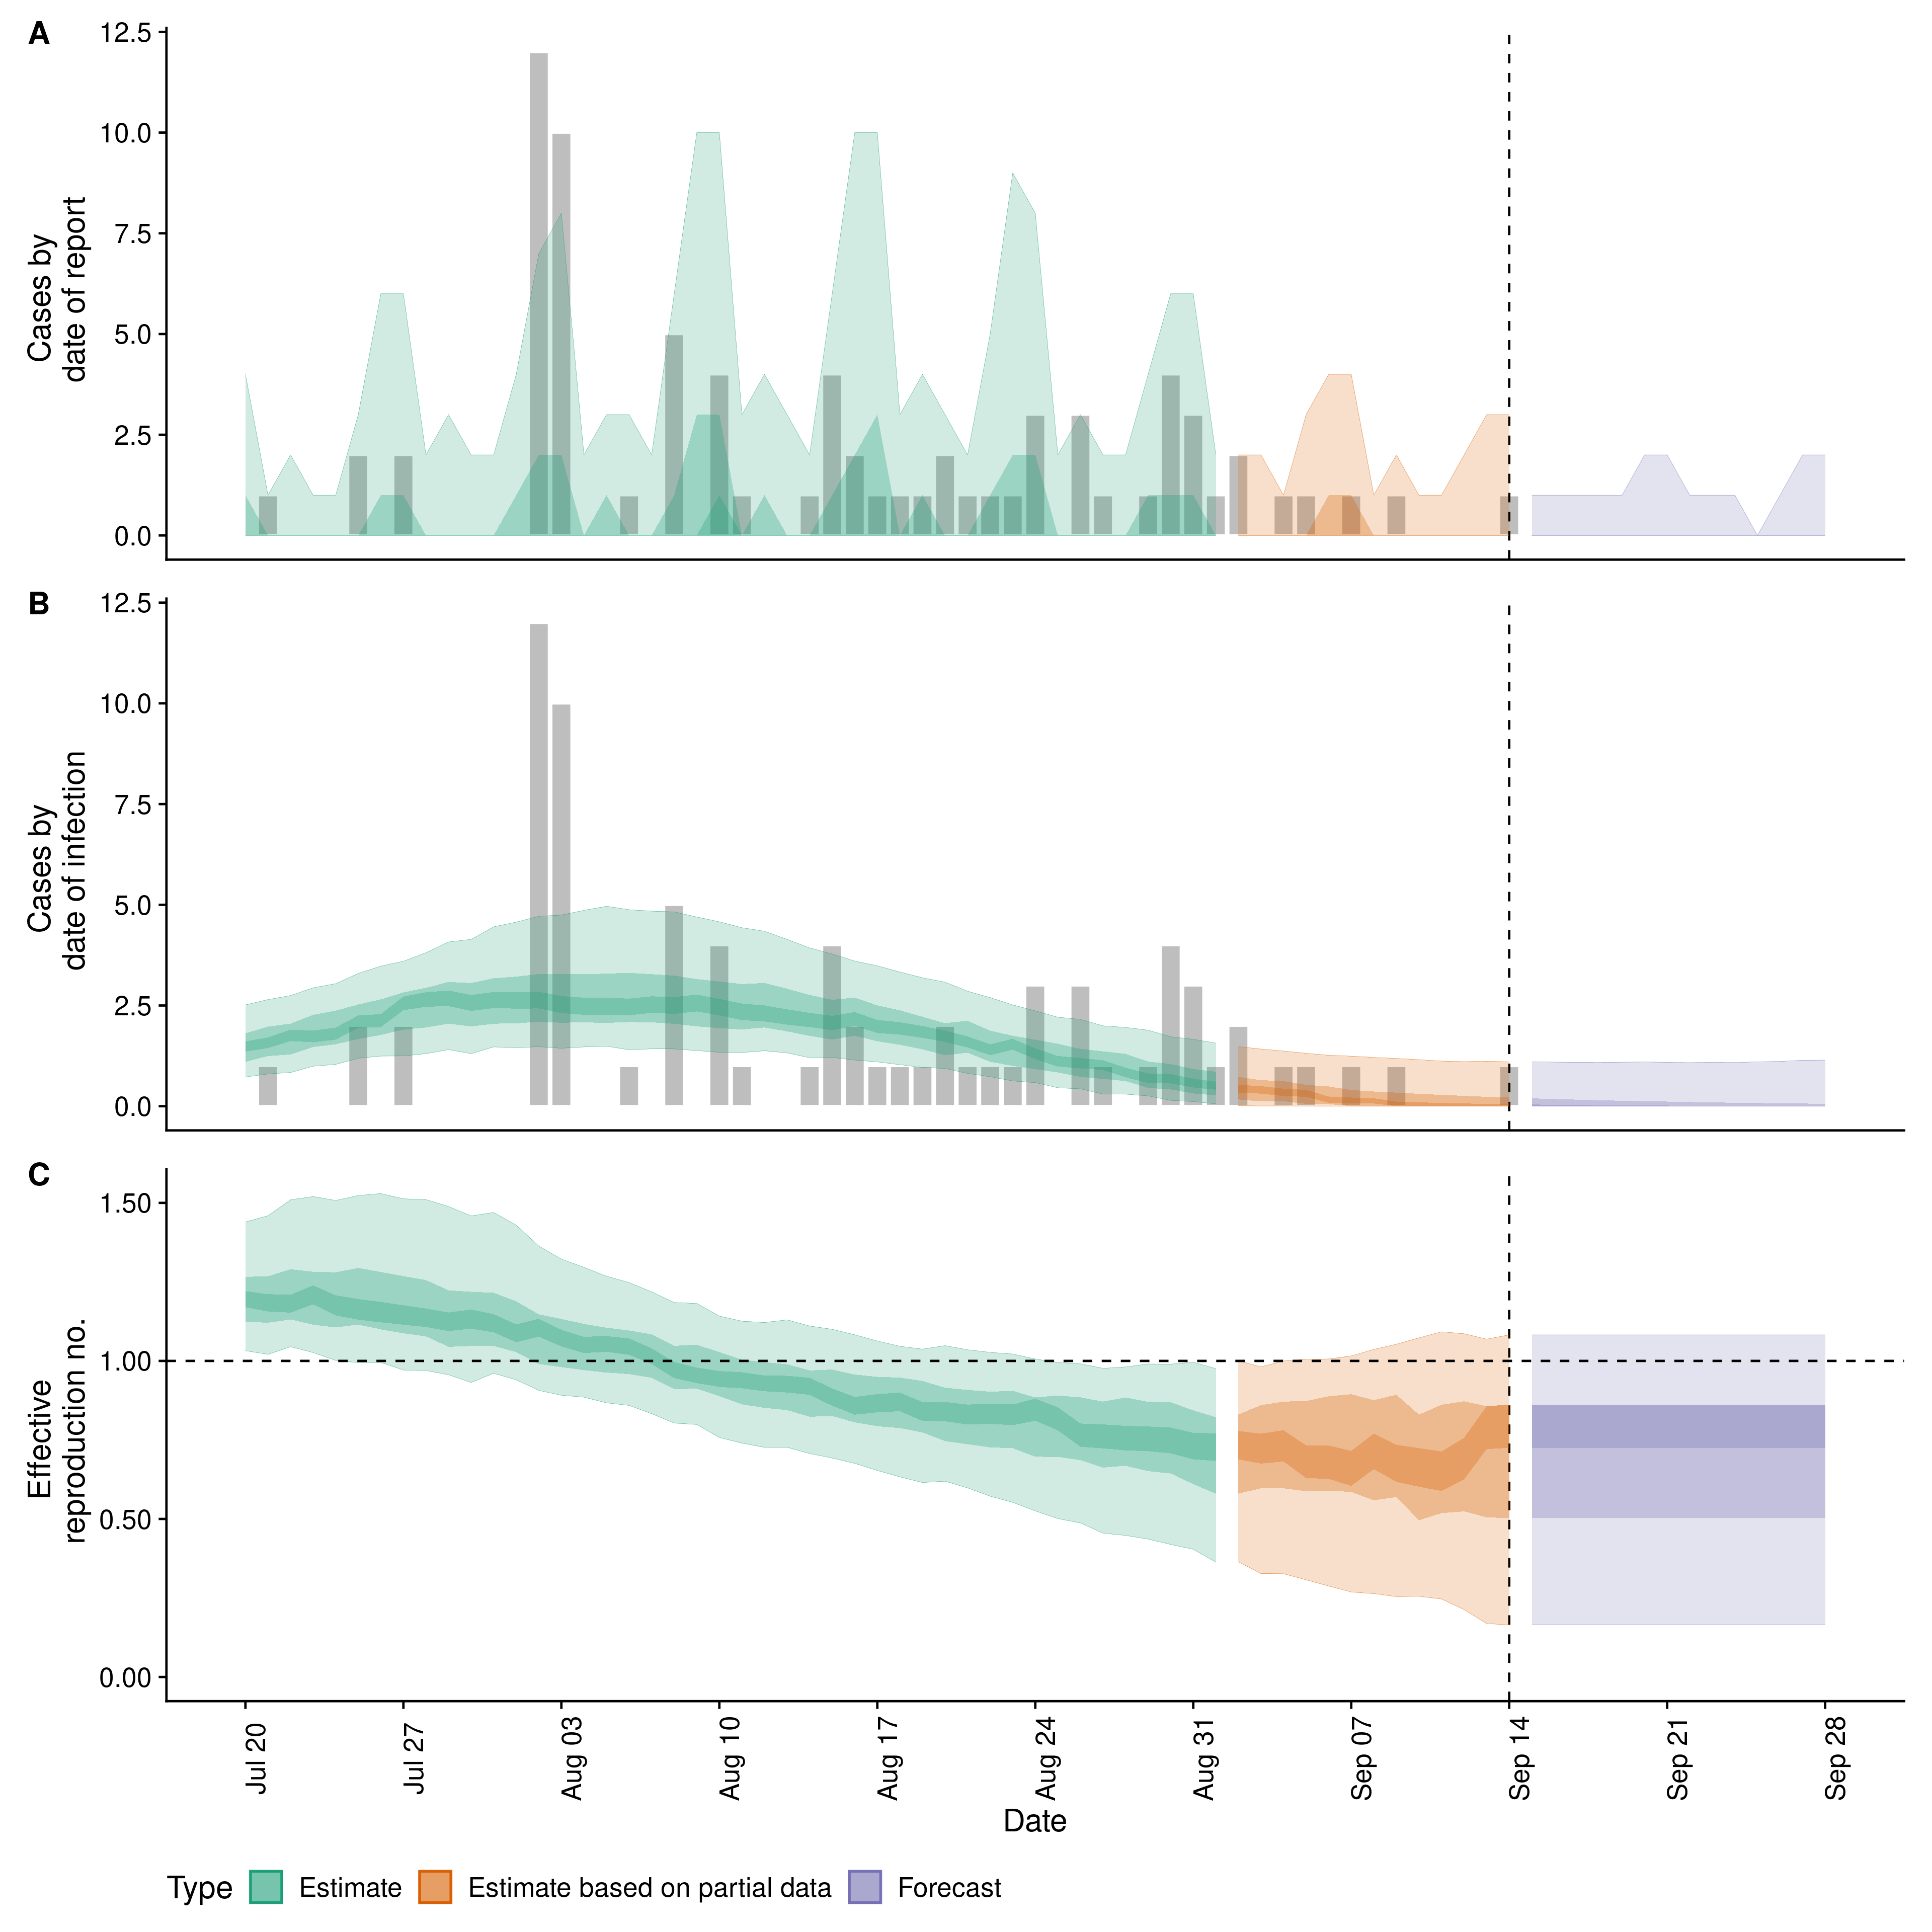 A
12.5
10.0
7.5
5.0
2.5
0.0
Cases by
date of report
B
12.5
10.0
7.5
5.0
2.5
0.0
Cases by
date of infection
C
1.50
1.00
0.50
0.00
Effective
reproduction no.
Jul 20
Jul 27
Aug 03
Aug 10
Aug 17
Aug 24
Aug 31
Sep 07
Sep 14
Sep 21
Sep 28
Date
Type
Estimate
Estimate based on partial data
Forecast